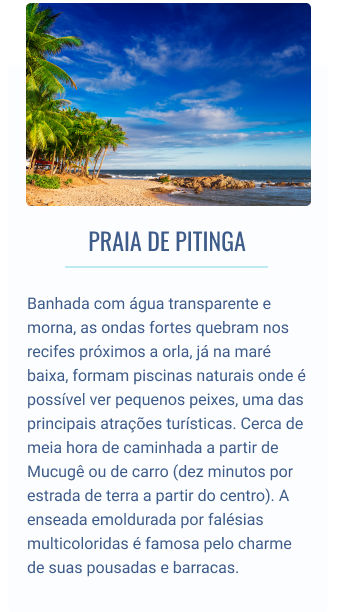 PRAIA DE PITINGA
Banhada com água transparente e
morna, as ondas fortes quebram nos
recifes próximos a orla, já na maré
baixa, formam piscinas naturais onde é
possível ver pequenos peixes, uma das
principais atrações turísticas. Cerca de
meia hora de caminhada a partir de
Mucugê ou de carro (dez minutos por
estrada de terra a partir do centro). A
enseada emoldurada por falésias
multicoloridas é famosa pelo charme
de suas pousadas e barracas.